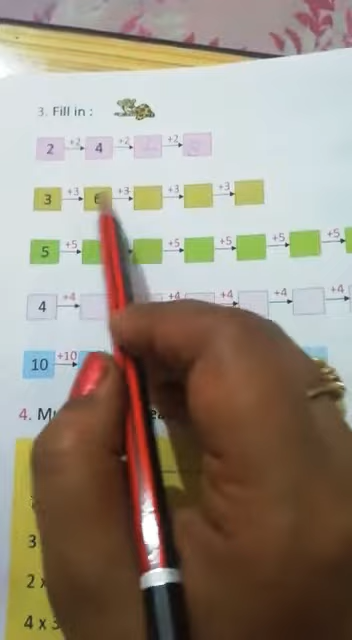 3. Fill in :
2 +2 4 +2 +2
3 +3 6 +3 +3 +3
5 +5 +5 +5 +5 +5
4 +4 +4 +4 +4 +4
10 +10
4.
3
2 x
4 x 3